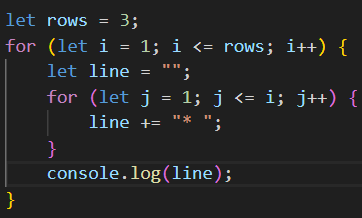 let rows = 3;
for (let i = 1; i <= rows; i++) {
    let line = "";
    for (let j = 1; j <= i; j++) {
        line += "* ";
    }
    console.log(line);
}